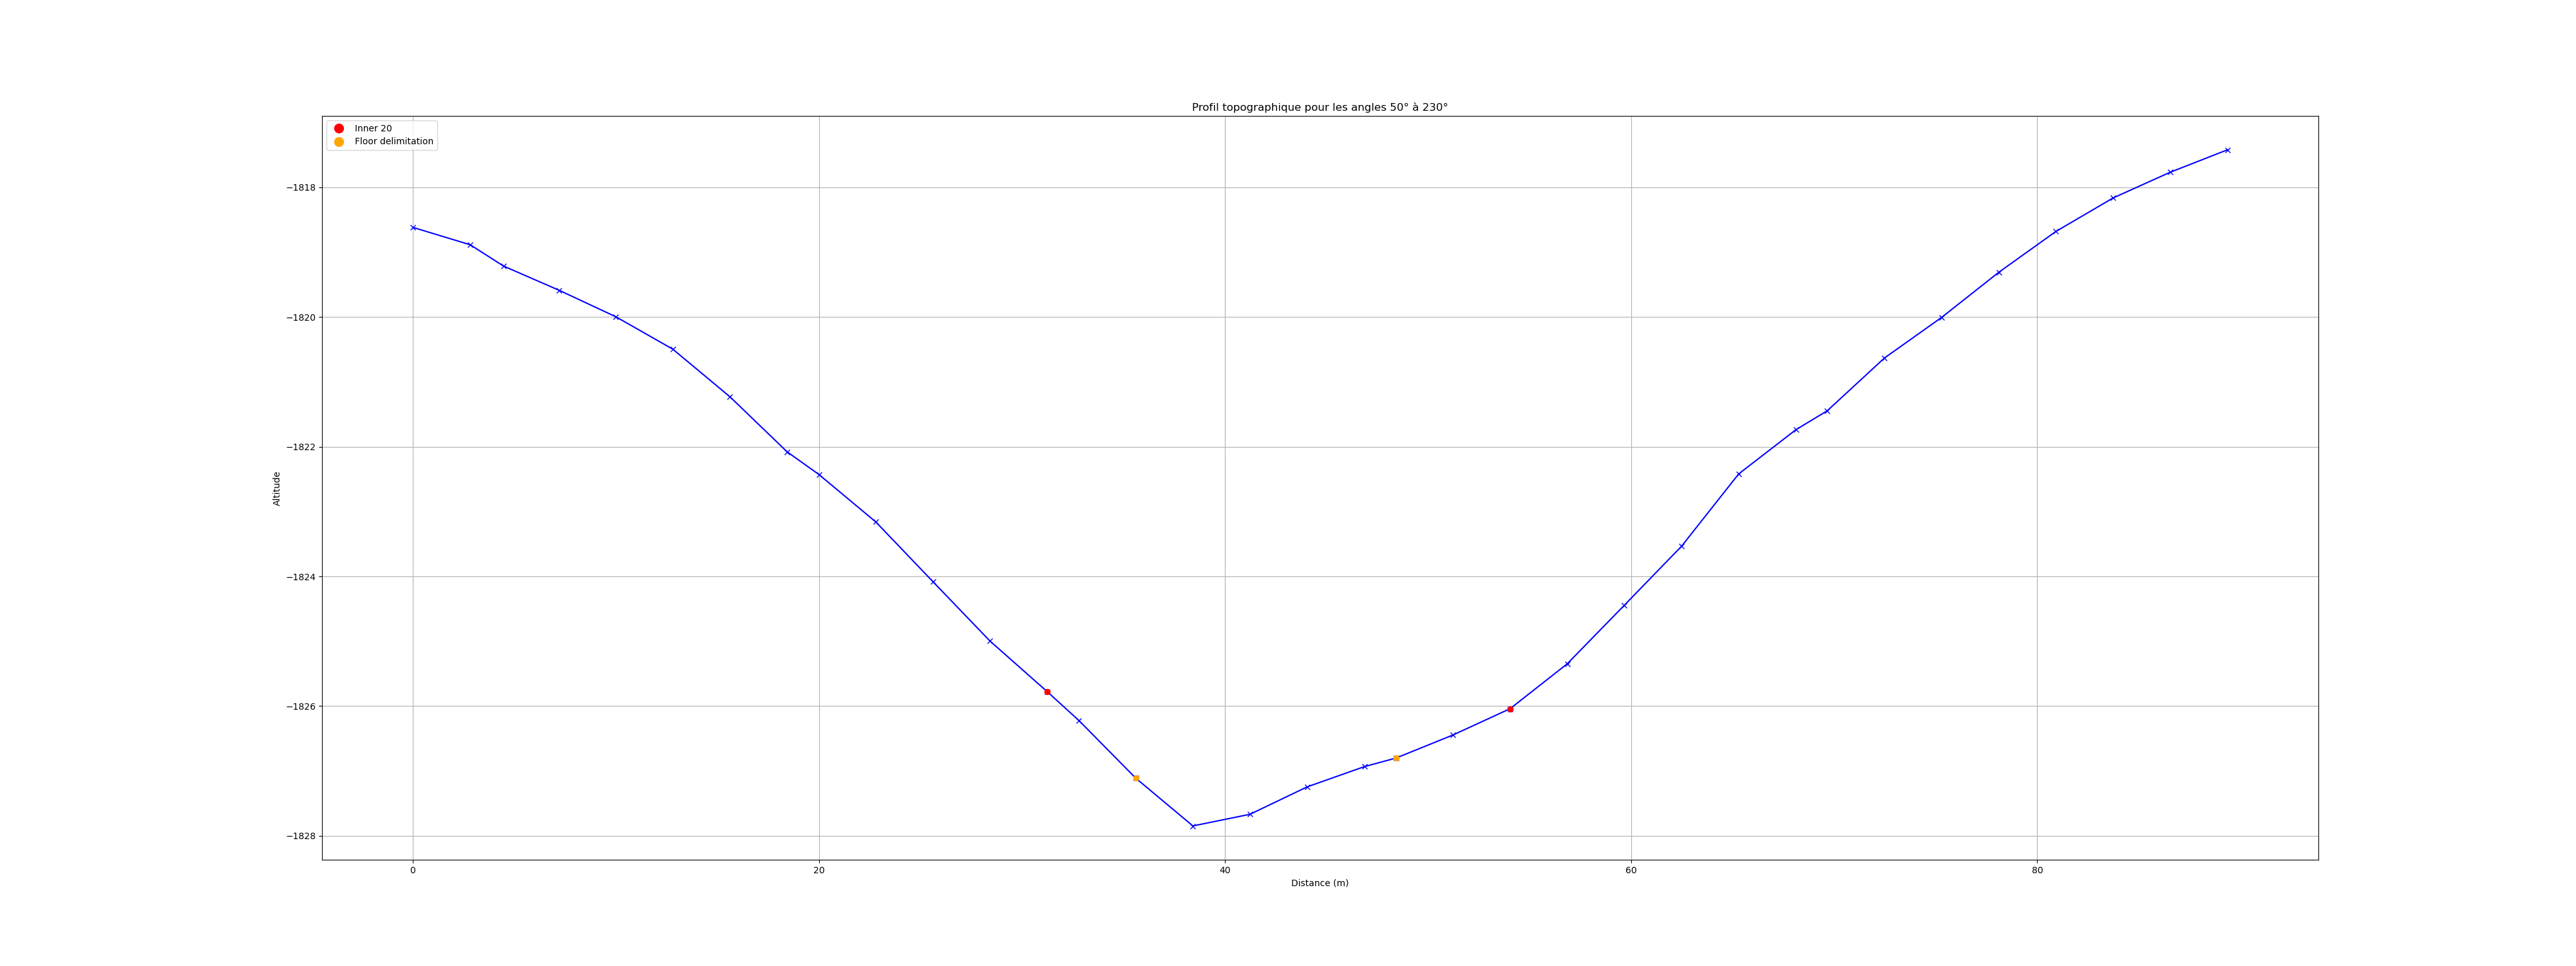 Profil topographique pour les angles 50° à 230°
Inner 20
Floor delimitation
−1818
−1820
−1822
−1824
−1826
−1828
Altitude
0 20 40 60 80
Distance (m)